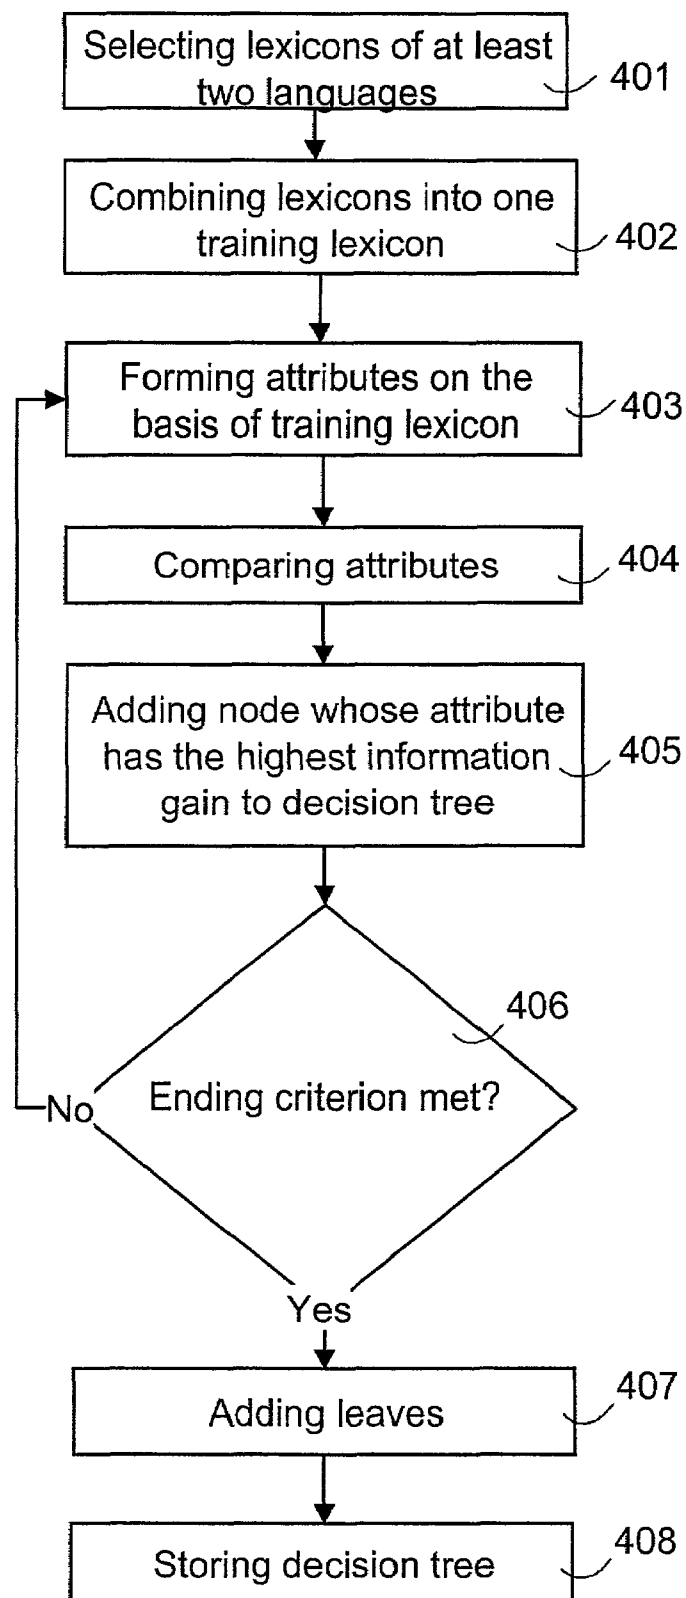 Selecting lexicons of at least
two languages
401
Combining lexicons into one
training lexicon
402
Forming attributes on the
basis of training lexicon
403
Comparing attributes
404
Adding node whose attribute
has the highest information
gain to decision tree
405
406
Ending criterion met?
No
Yes
Adding leaves
407
Storing decision tree
408